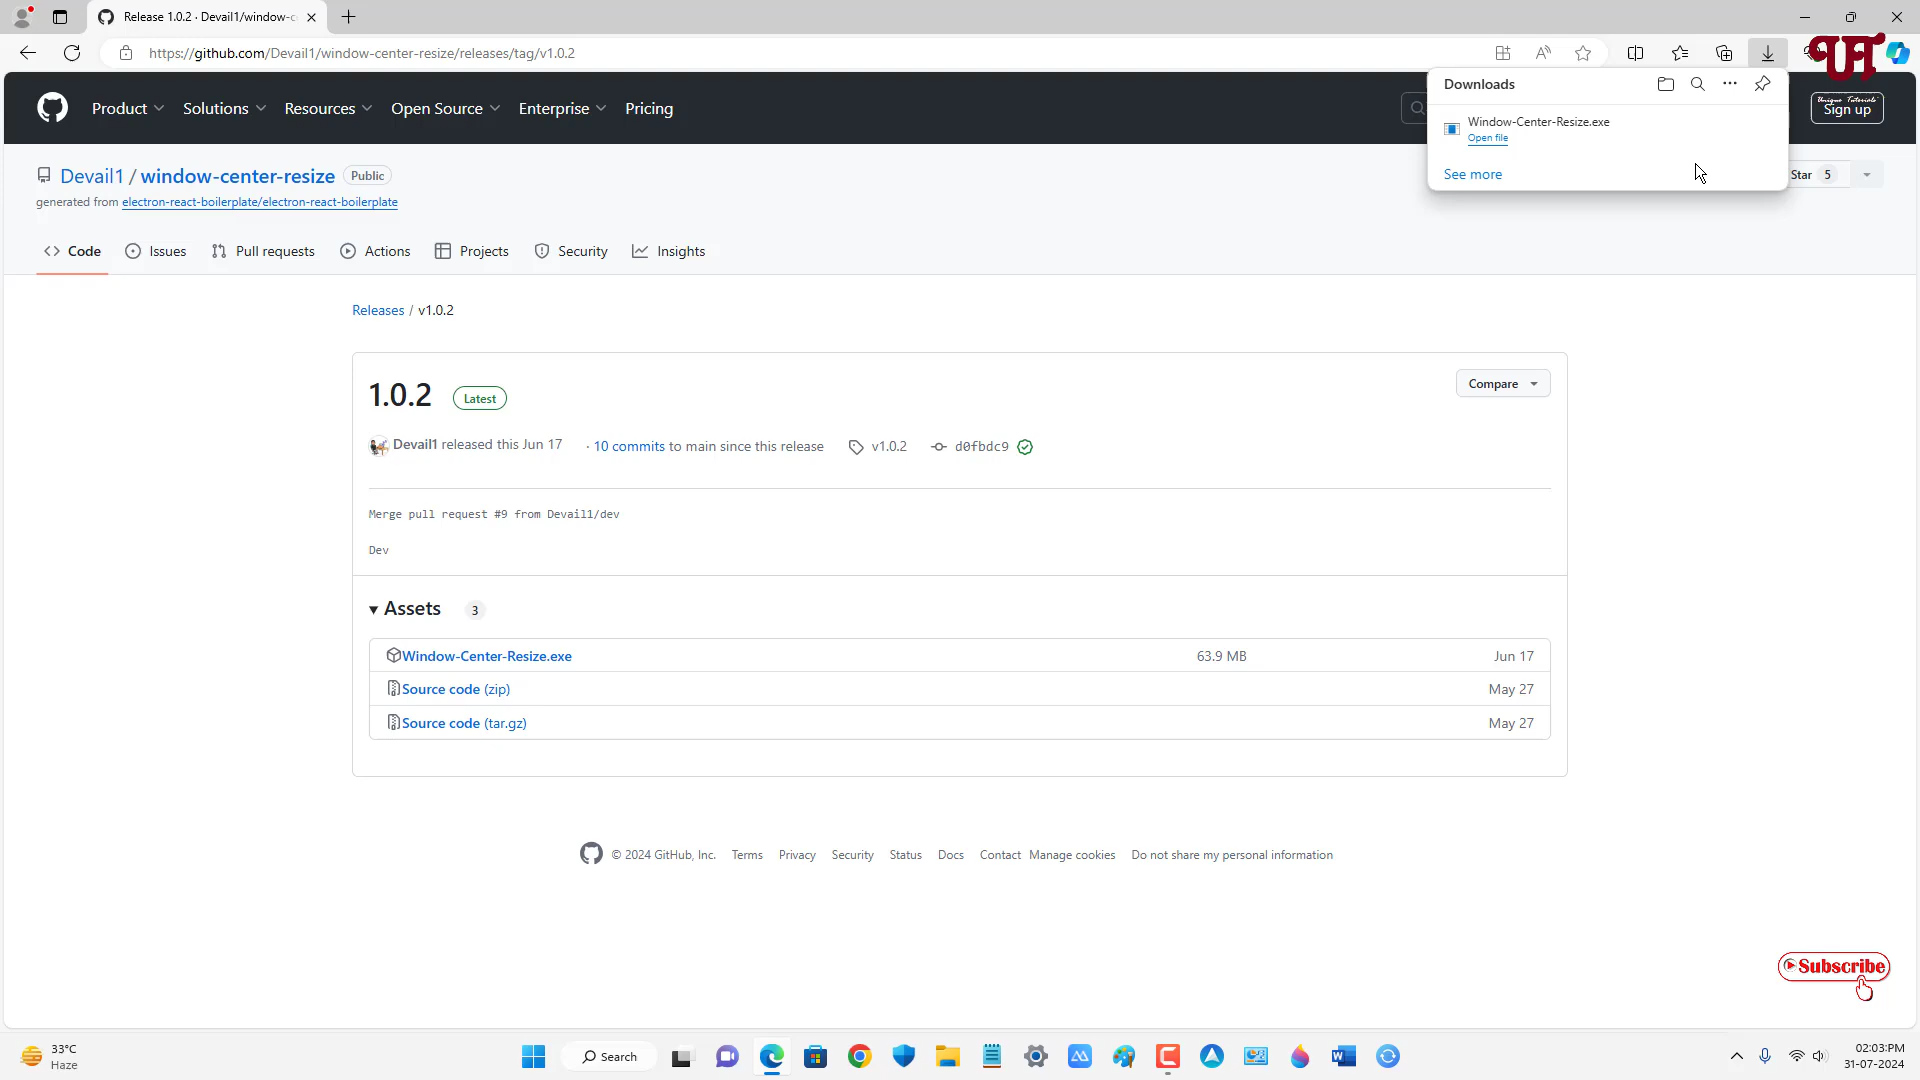 Release 1.0.2 · Devail1/window-c
https://github.com/Devail1/window-center-resize/releases/tag/v1.0.2
UA
Product
Solutions
Resources
Open Source
Enterprise
Pricing
Unique Tutorials
Sign up
Downloads
Window-Center-Resize.exe
Open file
See more
Devail1 / window-center-resize
Public
Star 5
generated from electron-react-boilerplate/electron-react-boilerplate
Code
Issues
Pull requests
Actions
Projects
Security
Insights
Releases / v1.0.2
1.0.2
Latest
Compare
Devail1 released this Jun 17
· 10 commits to main since this release
v1.0.2
d0fbdc9
Merge pull request #9 from Devail1/dev
Dev
Assets 3
Window-Center-Resize.exe 63.9 MB Jun 17
Source code (zip) May 27
Source code (tar.gz) May 27
© 2024 GitHub, Inc. Terms Privacy Security Status Docs Contact Manage cookies Do not share my personal information
Subscribe
33°C
Haze
Search
02:03:PM
31-07-2024